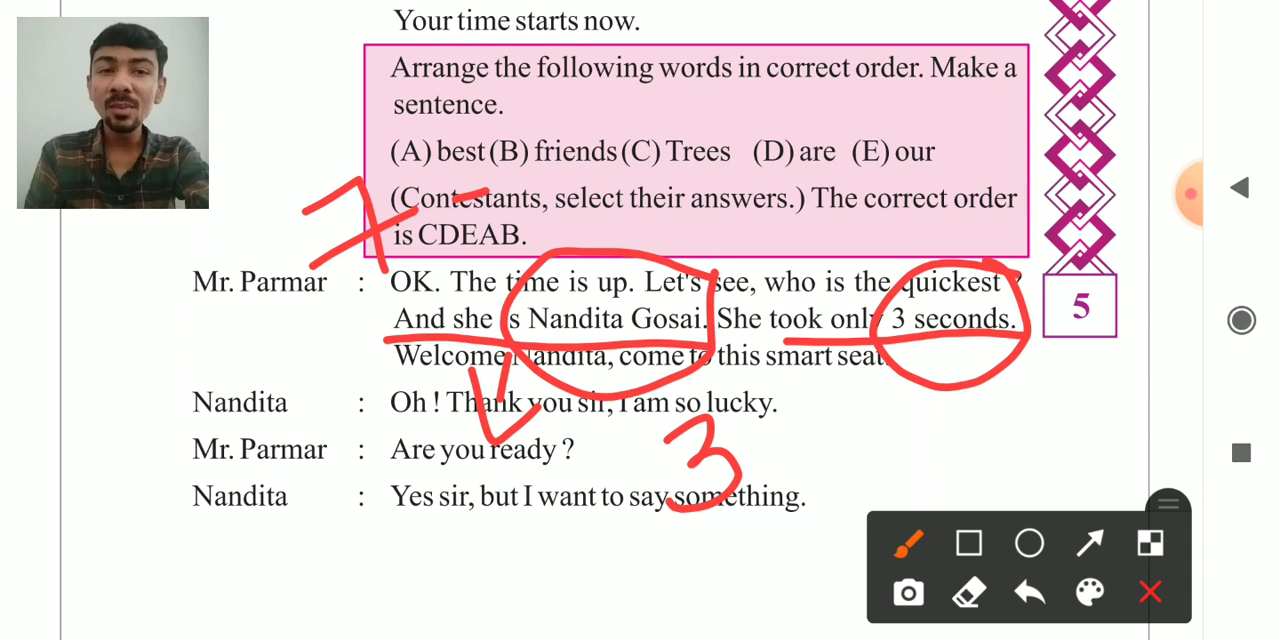 Your time starts now.
Arrange the following words in correct order. Make a
sentence.
(A) best (B) friends (C) Trees (D) are (E) our
(Contestants, select their answers.) The correct order
is CDEAB.
Mr. Parmar : OK. The time is up. Let's see, who is the quickest ?
And she is Nandita Gosai. She took only 3 seconds.
Welcome Nandita, come to this smart seat.
Nandita : Oh ! Thank you sir, I am so lucky.
Mr. Parmar : Are you ready ?
Nandita : Yes sir, but I want to say something.
5
7
3